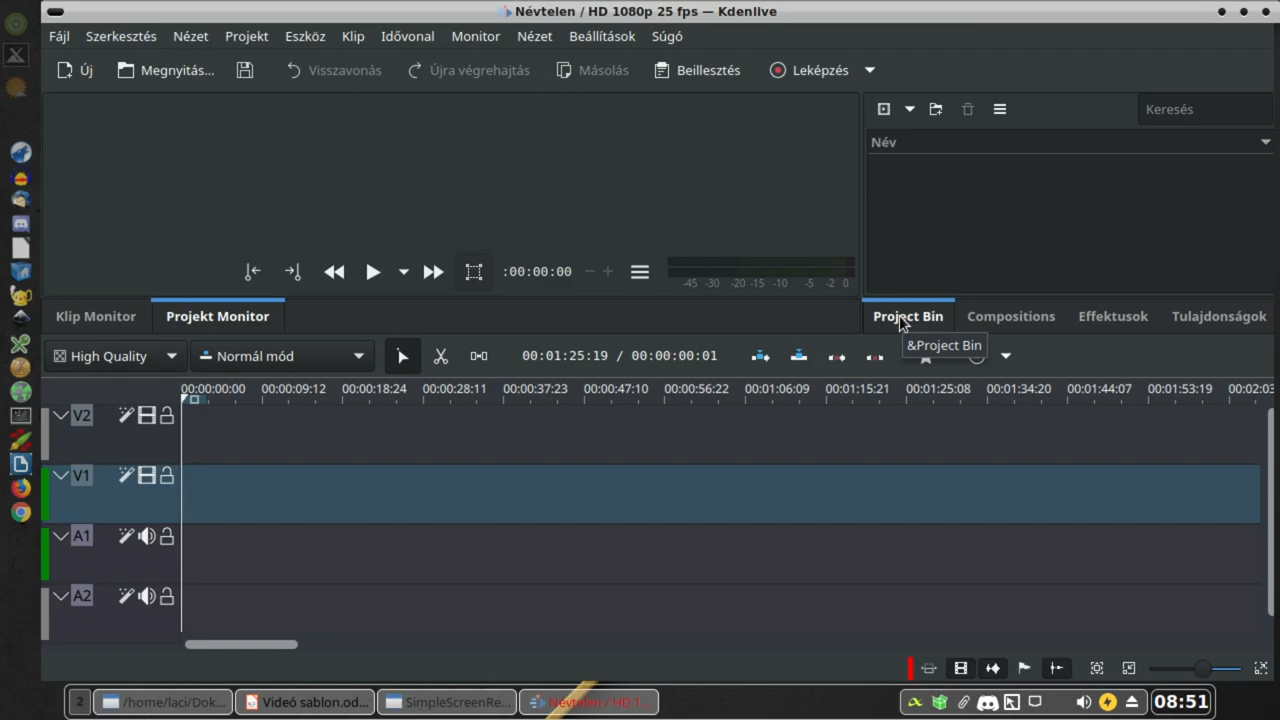 Névtelen / HD 1080p 25 fps — Kdenlive
Fájl Szerkesztés Nézet Projekt Eszköz Klip Idővonal Monitor Nézet Beállítások Súgó
Új Megnyitás... Visszavonás Újra végrehajtás Másolás Beillesztés Leképzés
Keresés
Név
:00:00:00
-45 -30 -20 -15 -10 -5 -2 0
Klip Monitor Projekt Monitor Project Bin Compositions Effektusok Tulajdonságok
&Project Bin
High Quality Normál mód 00:01:25:19 / 00:00:00:01
00:00:00:00 00:00:09:12 00:00:18:24 00:00:28:11 00:00:37:23 00:00:47:10 00:00:56:22 00:01:06:09 00:01:15:21 00:01:25:08 00:01:34:20 00:01:44:07 00:01:53:19 00:02:03
V2
V1
A1
A2
2 /home/laci/Dok... Videó sablon.od... SimpleScreenRe... Névtelen / HD 1... 08:51